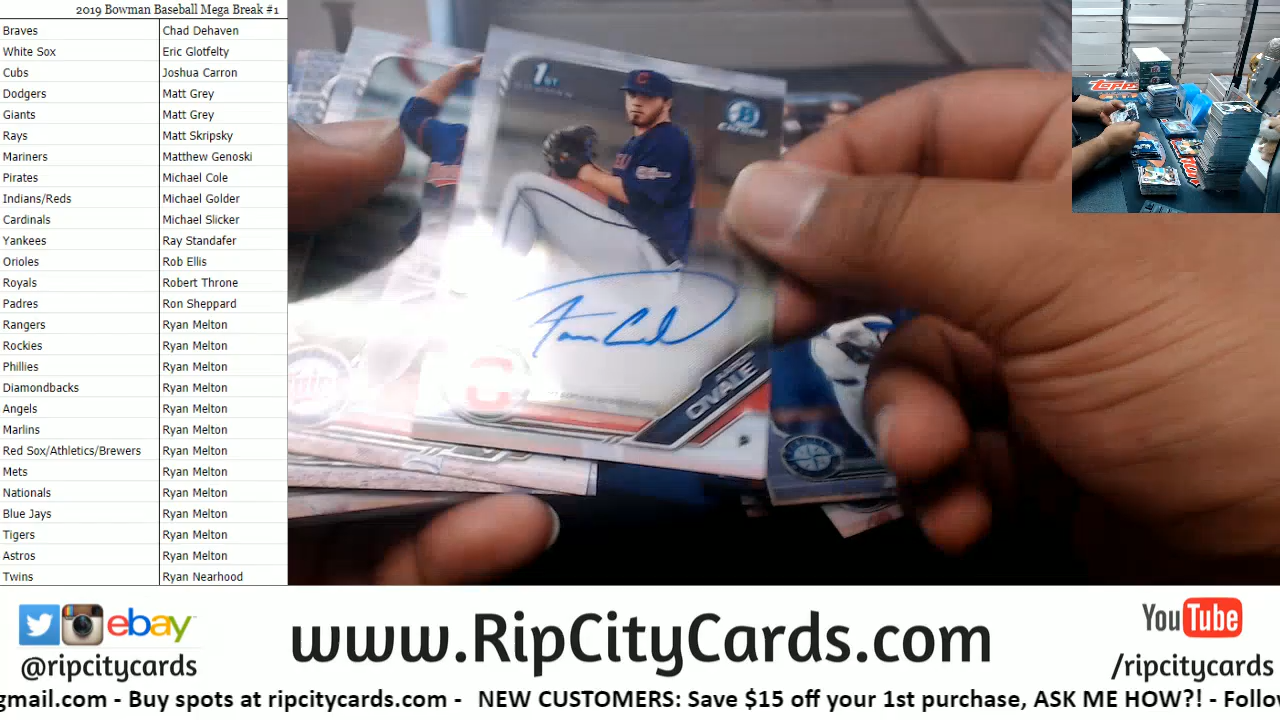 2019 Bowman Baseball Mega Break #1
Braves Chad Dehaven
White Sox Eric Glotfelty
Cubs Joshua Carron
Dodgers Matt Grey
Giants Matt Grey
Rays Matt Skripsky
Mariners Matthew Genoski
Pirates Michael Cole
Indians/Reds Michael Golder
Cardinals Michael Slicker
Yankees Ray Standafer
Orioles Rob Ellis
Royals Robert Throne
Padres Ron Sheppard
Rangers Ryan Melton
Rockies Ryan Melton
Phillies Ryan Melton
Diamondbacks Ryan Melton
Angels Ryan Melton
Marlins Ryan Melton
Red Sox/Athletics/Brewers Ryan Melton
Mets Ryan Melton
Nationals Ryan Melton
Blue Jays Ryan Melton
Tigers Ryan Melton
Astros Ryan Melton
Twins Ryan Nearhood
1ST
BOWMAN
B
CHROME
C
OVALE
P
Topps
ebay
@ripcitycards
www.RipCityCards.com
YouTube
/ripcitycards
gmail.com - Buy spots at ripcitycards.com - NEW CUSTOMERS: Save $15 off your 1st purchase, ASK ME HOW?! - Follow